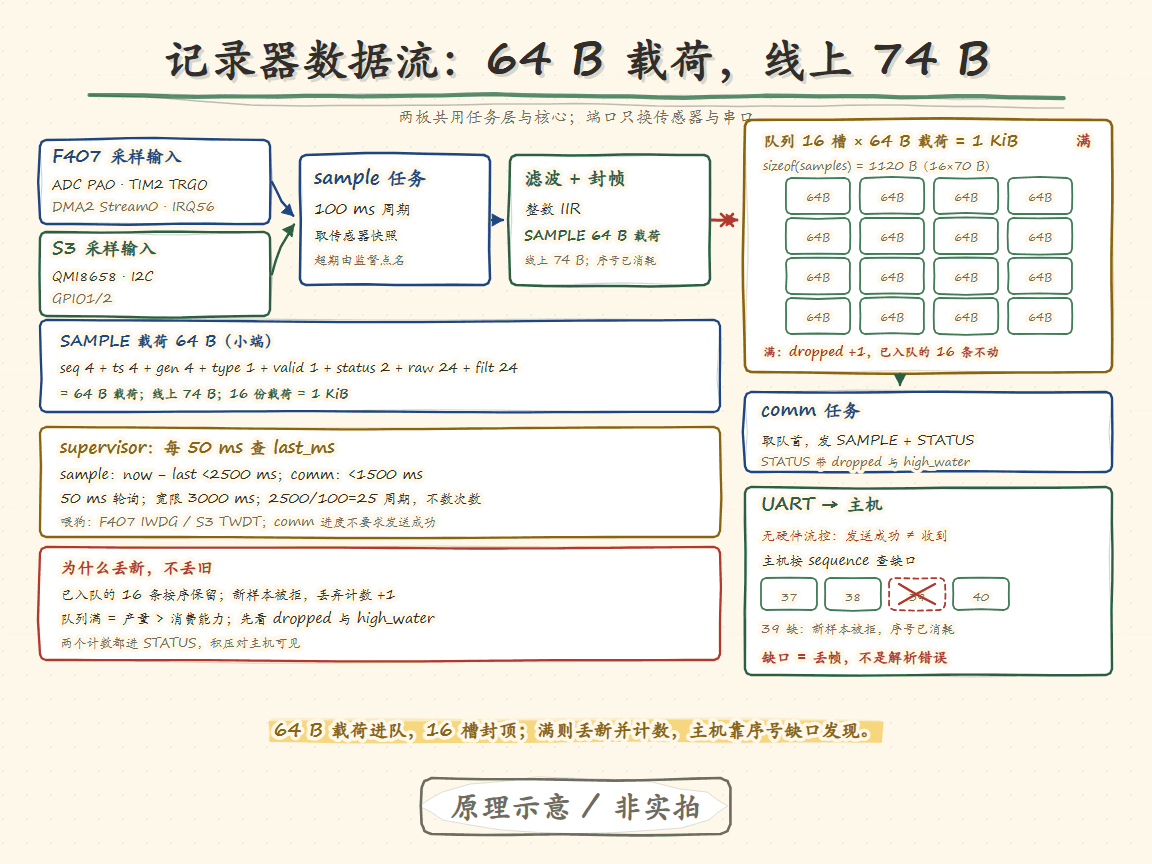 记录器数据流：64 B 载荷，线上 74 B
两板共用任务层与核心；端口只换传感器与串口
F407 采样输入
ADC PA0 · TIM2 TRGO
DMA2 Stream0 · IRQ56
S3 采样输入
QMI8658 · I2C
GPIO1/2
sample 任务
100 ms 周期
取传感器快照
超期由监督点名
滤波 + 封帧
整数 IIR
SAMPLE 64 B 载荷
线上 74 B；序号已消耗
队列 16 槽 × 64 B 载荷 = 1 KiB
满
sizeof(samples) = 1120 B（16×70 B）
64B 64B 64B 64B
64B 64B 64B 64B
64B 64B 64B 64B
64B 64B 64B 64B
满：dropped +1，已入队的 16 条不动
SAMPLE 载荷 64 B（小端）
seq 4 + ts 4 + gen 4 + type 1 + valid 1 + status 2 + raw 24 + filt 24
= 64 B 载荷；线上 74 B；16 份载荷 = 1 KiB
comm 任务
取队首，发 SAMPLE + STATUS
STATUS 带 dropped 与 high_water
supervisor：每 50 ms 查 last_ms
sample：now − last <2500 ms；comm：<1500 ms
50 ms 轮询；宽限 3000 ms；2500/100=25 周期，不数次数
喂狗：F407 IWDG / S3 TWDT；comm 进度不要求发送成功
UART → 主机
无硬件流控：发送成功 ≠ 收到
主机按 sequence 查缺口
37 38 39 40
39 缺：新样本被拒，序号已消耗
缺口 = 丢帧，不是解析错误
为什么丢新，不丢旧
已入队的 16 条按序保留；新样本被拒，丢弃计数 +1
队列满 = 产量 > 消费能力；先看 dropped 与 high_water
两个计数都进 STATUS，积压对主机可见
64 B 载荷进队，16 槽封顶；满则丢新并计数，主机靠序号缺口发现。
原理示意 / 非实拍